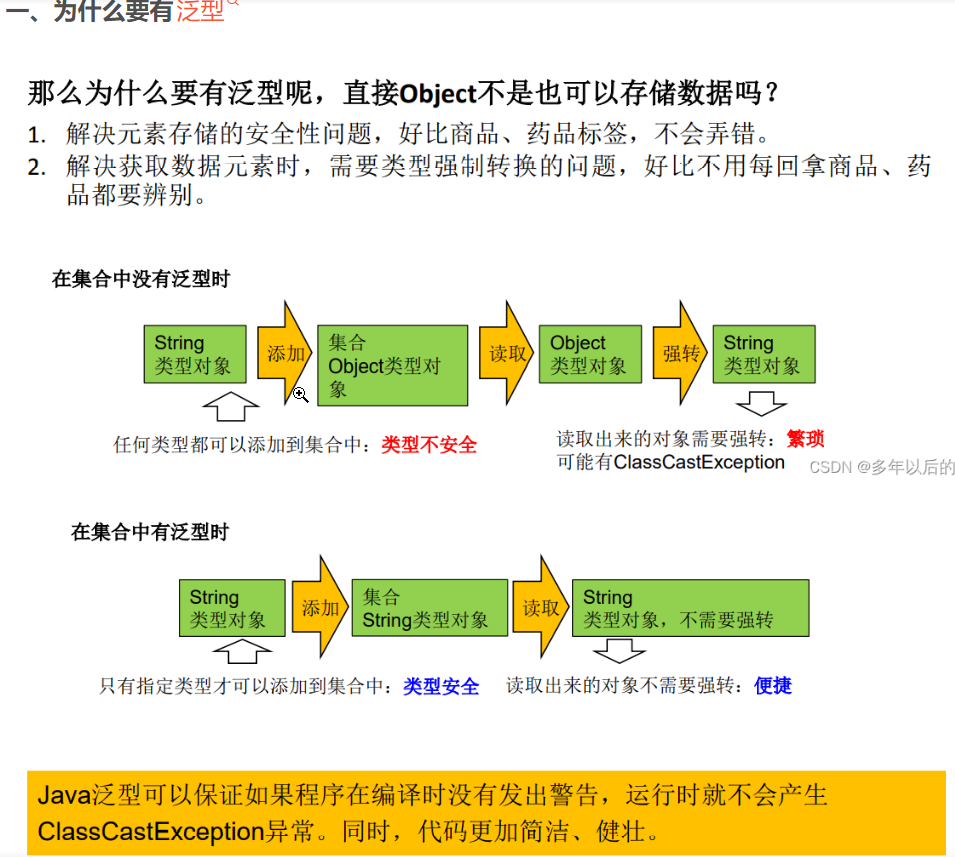 一、为什么要有泛型
那么为什么要有泛型呢，直接Object不是也可以存储数据吗？
1. 解决元素存储的安全性问题，好比商品、药品标签，不会弄错。
2. 解决获取数据元素时，需要类型强制转换的问题，好比不用每回拿商品、药
品都要辨别。
在集合中没有泛型时
String
类型对象
添加
集合
Object类型对
象
读取
Object
类型对象
强转
String
类型对象
任何类型都可以添加到集合中：类型不安全
读取出来的对象需要强转：繁琐
可能有ClassCastException
CSDN @多年以后的
在集合中有泛型时
String
类型对象
添加
集合
String类型对象
读取
String
类型对象，不需要强转
只有指定类型才可以添加到集合中：类型安全
读取出来的对象不需要强转：便捷
Java泛型可以保证如果程序在编译时没有发出警告，运行时就不会产生
ClassCastException异常。同时，代码更加简洁、健壮。